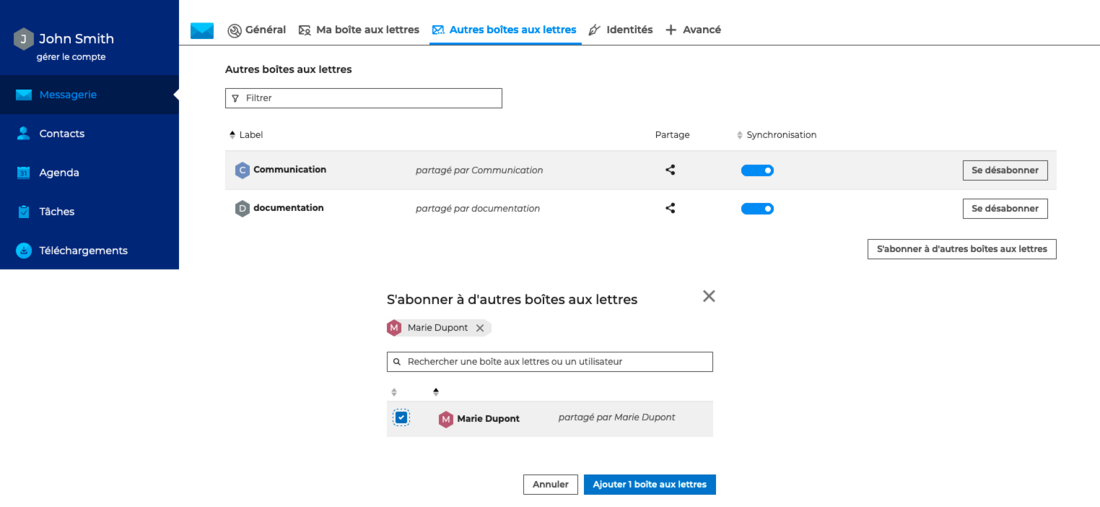 J John Smith
gérer le compte
Messagerie
Contacts
31 Agenda
Tâches
Téléchargements
Général Ma boîte aux lettres Autres boîtes aux lettres Identités Avancé
Autres boîtes aux lettres
Filtrer
Label Partage Synchronisation
C Communication partagé par Communication Se désabonner
D documentation partagé par documentation Se désabonner
S'abonner à d'autres boîtes aux lettres
S'abonner à d'autres boîtes aux lettres
M Marie Dupont
Rechercher une boîte aux lettres ou un utilisateur
M Marie Dupont partagé par Marie Dupont
Annuler Ajouter 1 boîte aux lettres